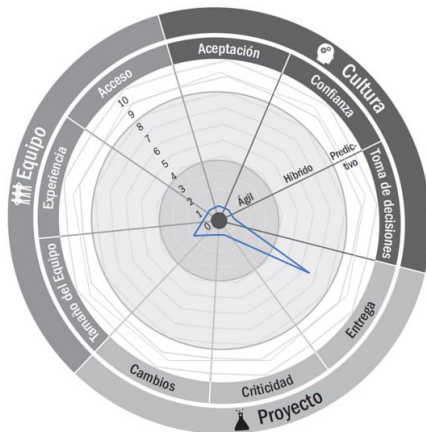 Cultura
Aceptación
Confianza
Toma de decisiones
Equipo
Acceso
Experiencia
Tamaño del Equipo
Proyecto
Cambios
Criticidad
Entrega
10
9
8
7
6
5
4
3
2
1
0
Ágil
Híbrido
Predic-
tivo